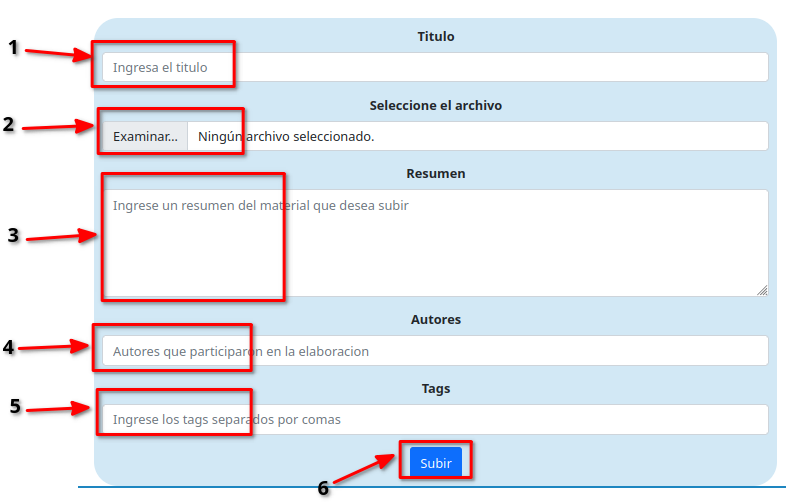 Titulo
1
Ingresa el titulo
Seleccione el archivo
2
Examinar... Ningún archivo seleccionado.
Resumen
Ingrese un resumen del material que desea subir
3
Autores
4
Autores que participaron en la elaboracion
Tags
5
Ingrese los tags separados por comas
Subir
6